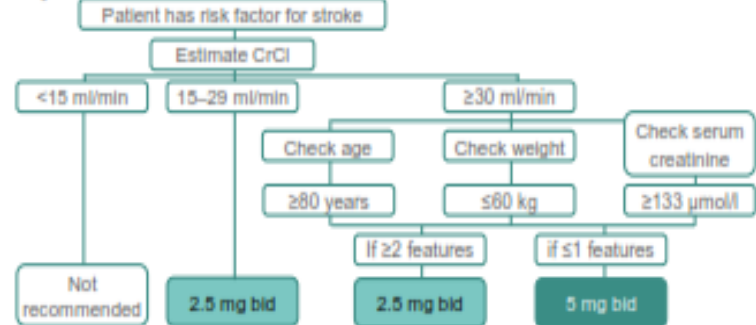 Patient has risk factor for stroke
Estimate CrCl
<15 ml/min
15–29 ml/min
≥30 ml/min
Check age
Check weight
Check serum
creatinine
≥80 years
≤60 kg
≥133 µmol/l
If ≥2 features
if ≤1 features
Not
recommended
2.5 mg bid
2.5 mg bid
5 mg bid